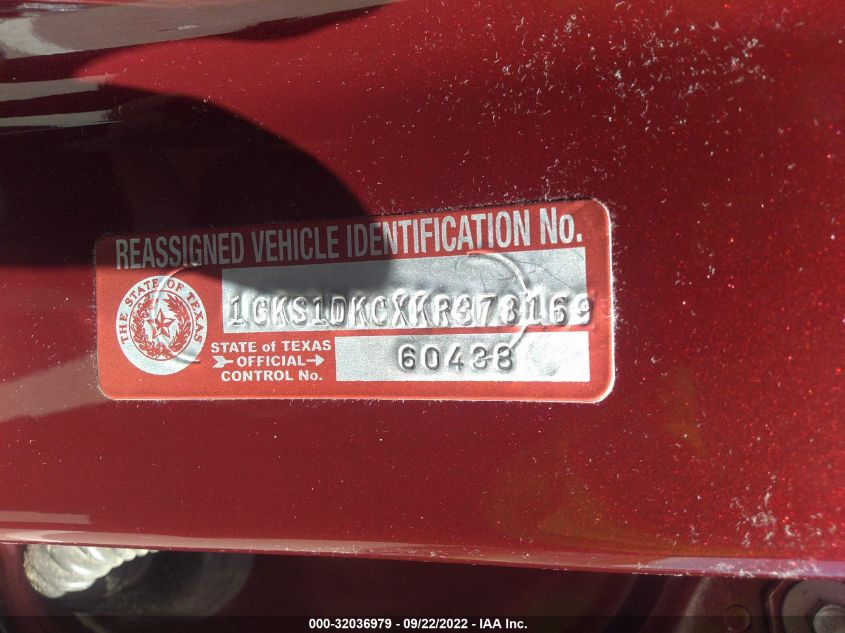 REASSIGNED VEHICLE IDENTIFICATION No.
THE STATE OF TEXAS
1GKS1DKCXKR378169
STATE of TEXAS
OFFICIAL
CONTROL No.
60438
000-32036979 - 09/22/2022 - IAA Inc.